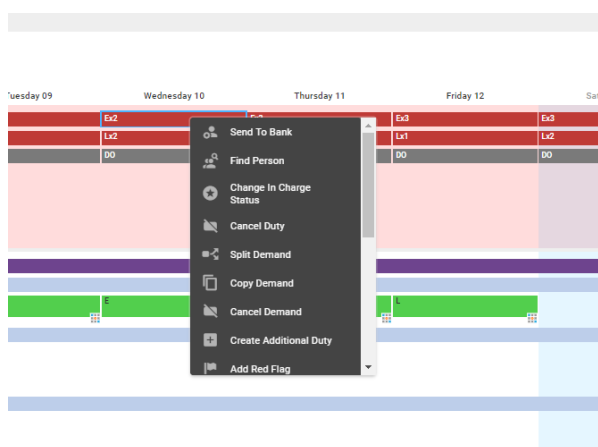 Tuesday 09 Wednesday 10 Thursday 11 Friday 12
Ex2 Ex3 Ex3
Lx2 Lx1 Lx2
DO DO DO
Send To Bank
Find Person
Change In Charge
Status
Cancel Duty
Split Demand
Copy Demand
Cancel Demand
E L
Create Additional Duty
Add Red Flag